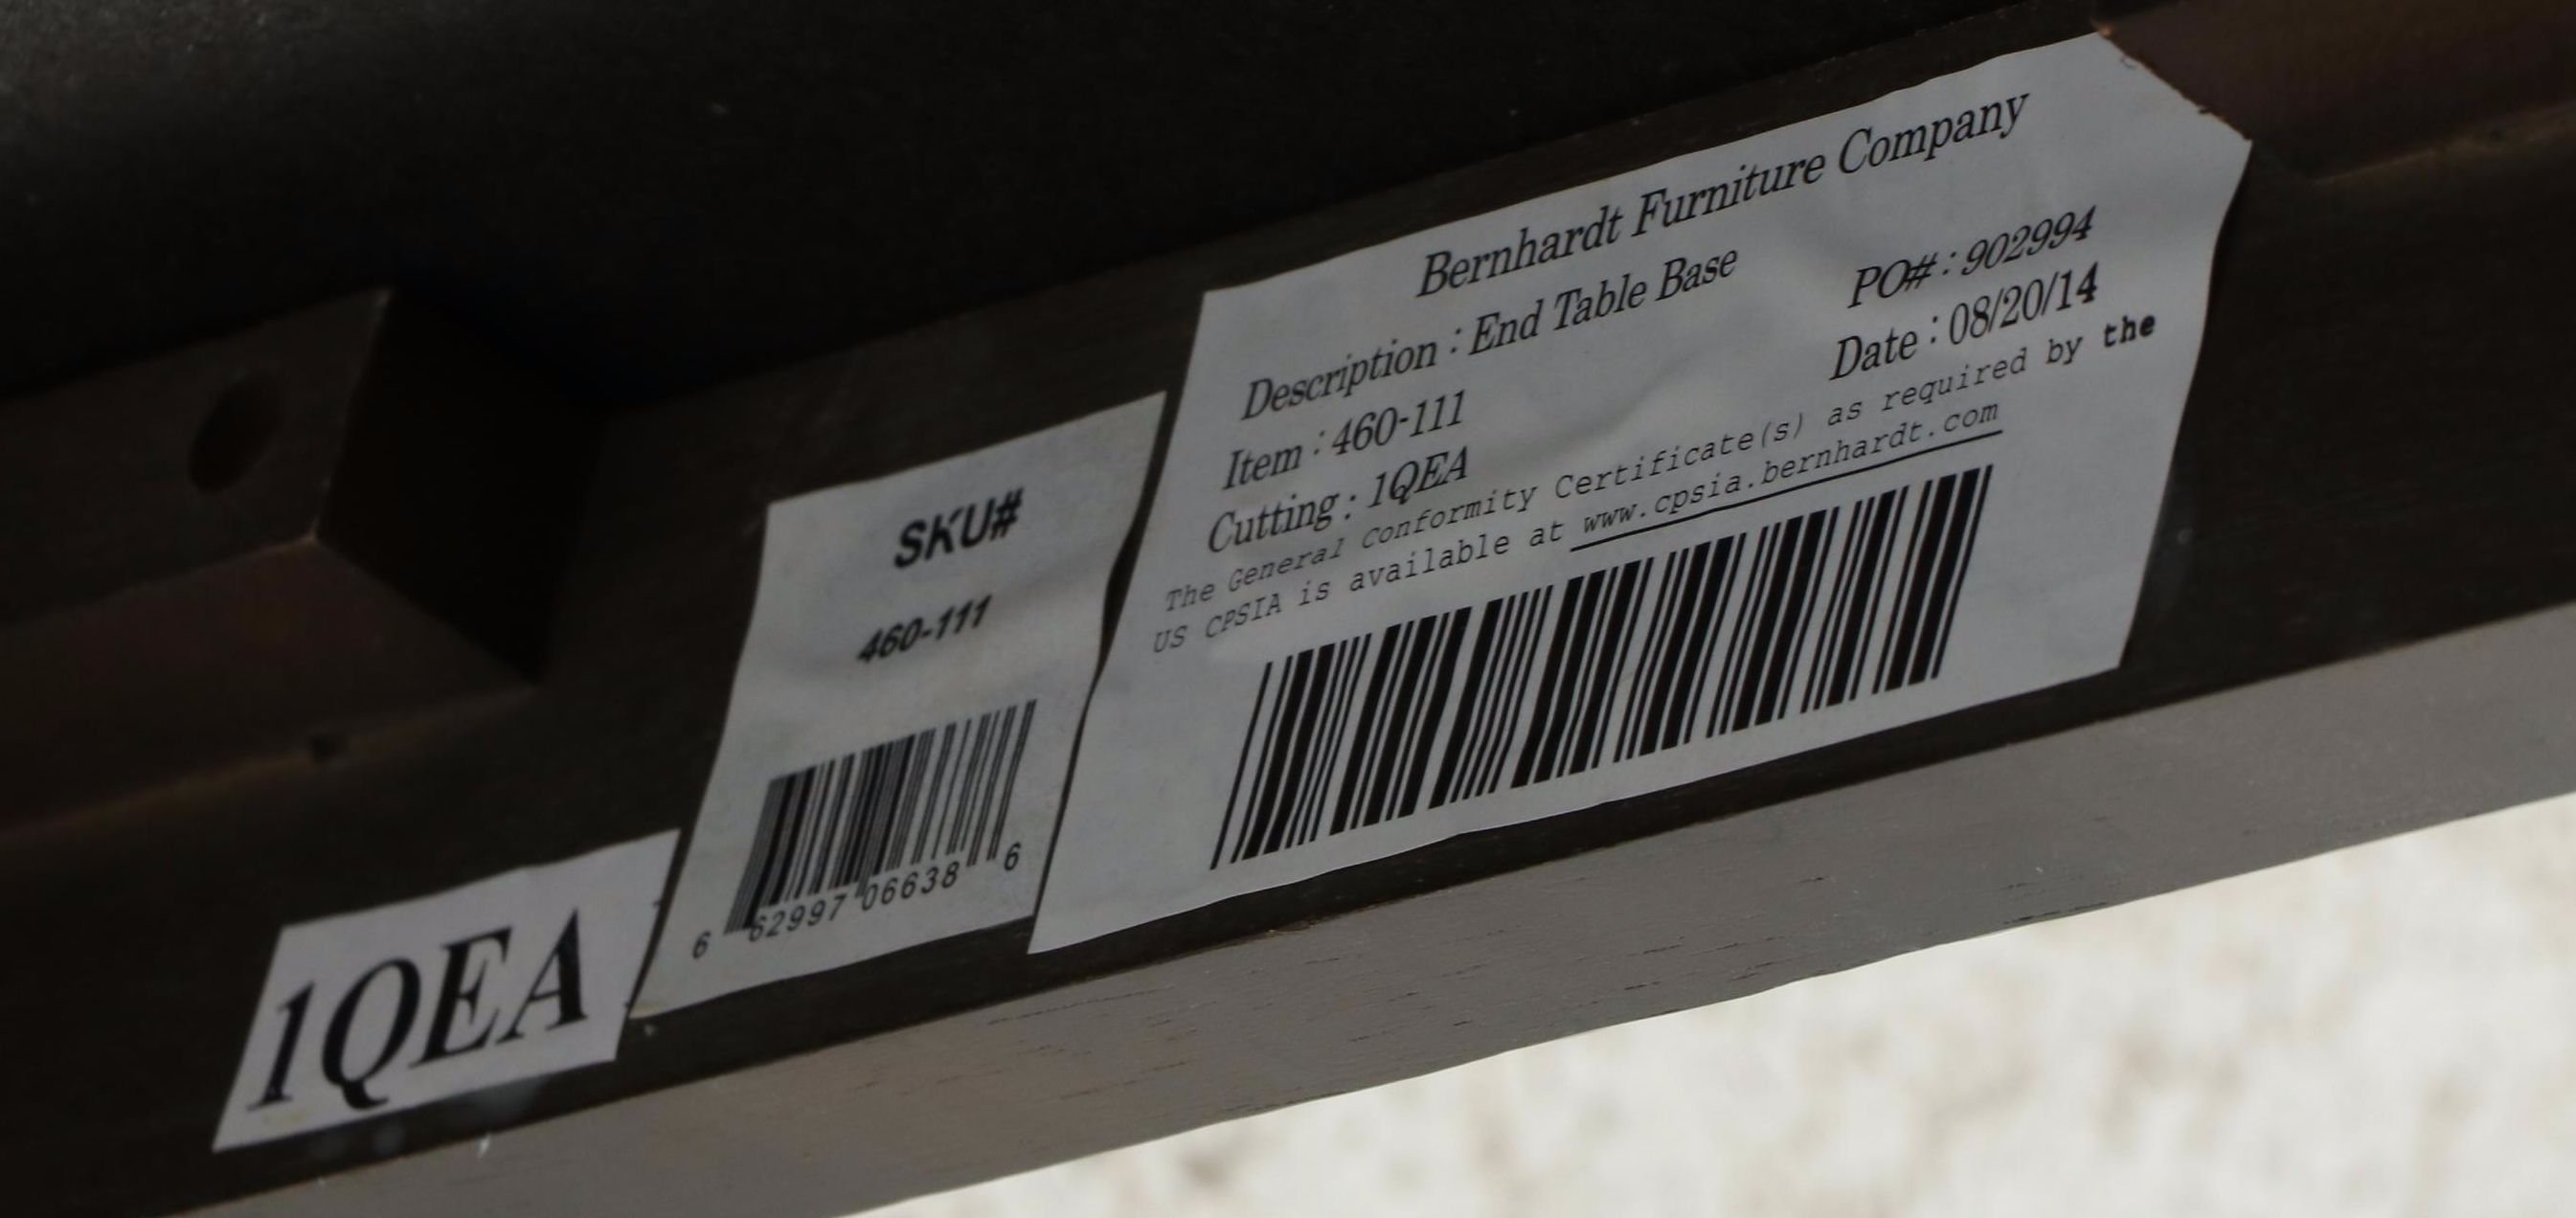 1QEA
SKU#
460-111
6 62997 06638 6
Bernhardt Furniture Company
Description : End Table Base
PO# : 902994
Item : 460-111
Date : 08/20/14
Cutting : 1QEA
The General Conformity Certificate(s) as required by the
US CPSIA is available at www.cpsia.bernhardt.com